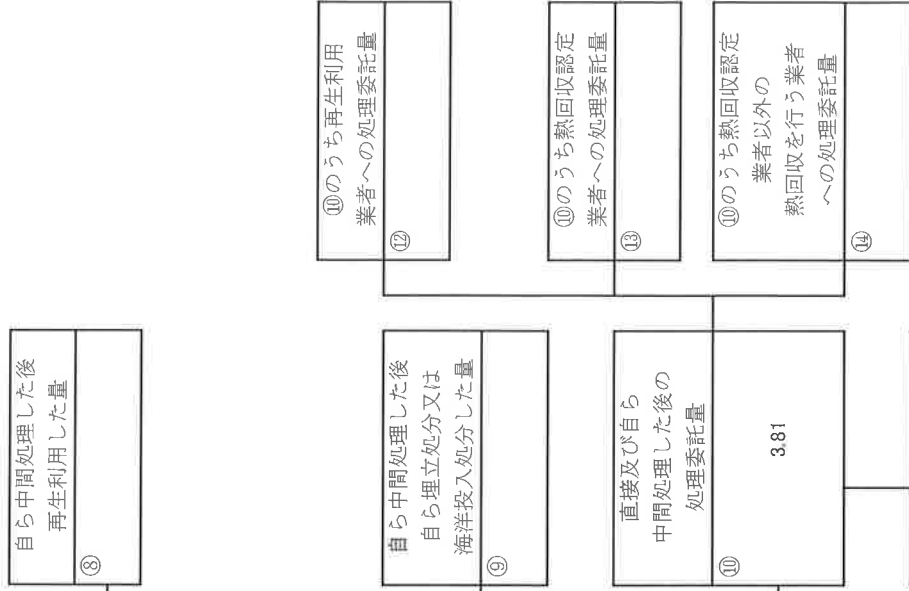 自ら中間処理した後
再生利用した量
⑧
自ら中間処理した後
自ら埋立処分又は
海洋投入処分した量
⑨
直接及び自ら
中間処理した後の
処理委託量
⑩
3.81
⑩のうち再生利用
業者への処理委託量
⑫
⑩のうち熱回収認定
業者への処理委託量
⑬
⑩のうち熱回収認定
業者以外の
熱回収を行う業者
への処理委託量
⑭